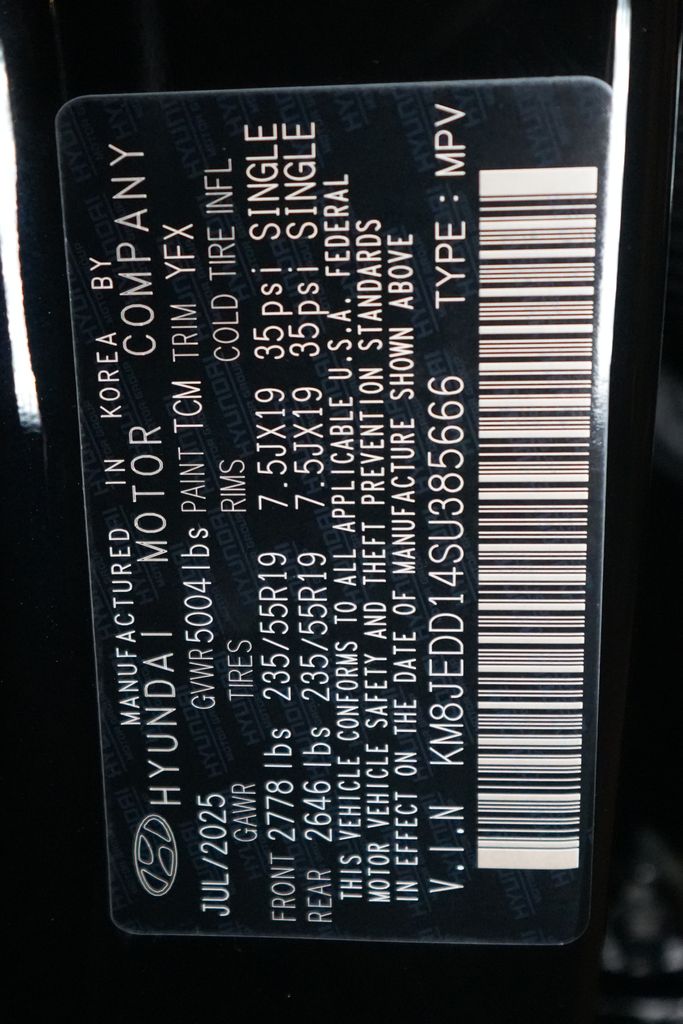 MANUFACTURED IN KOREA BY
HYUNDAI MOTOR COMPANY
JUL/2025 GVWR 5004 lbs PAINT TCM TRIM YFX
GAWR TIRES RIMS COLD TIRE INFL
FRONT 2778 lbs 235/55R19 7.5JX19 35psi SINGLE
REAR 2646 lbs 235/55R19 7.5JX19 35psi SINGLE
THIS VEHICLE CONFORMS TO ALL APPLICABLE U.S.A. FEDERAL
MOTOR VEHICLE SAFETY AND THEFT PREVENTION STANDARDS
IN EFFECT ON THE DATE OF MANUFACTURE SHOWN ABOVE
V.I.N KM8JEDD14SU385666 TYPE : MPV